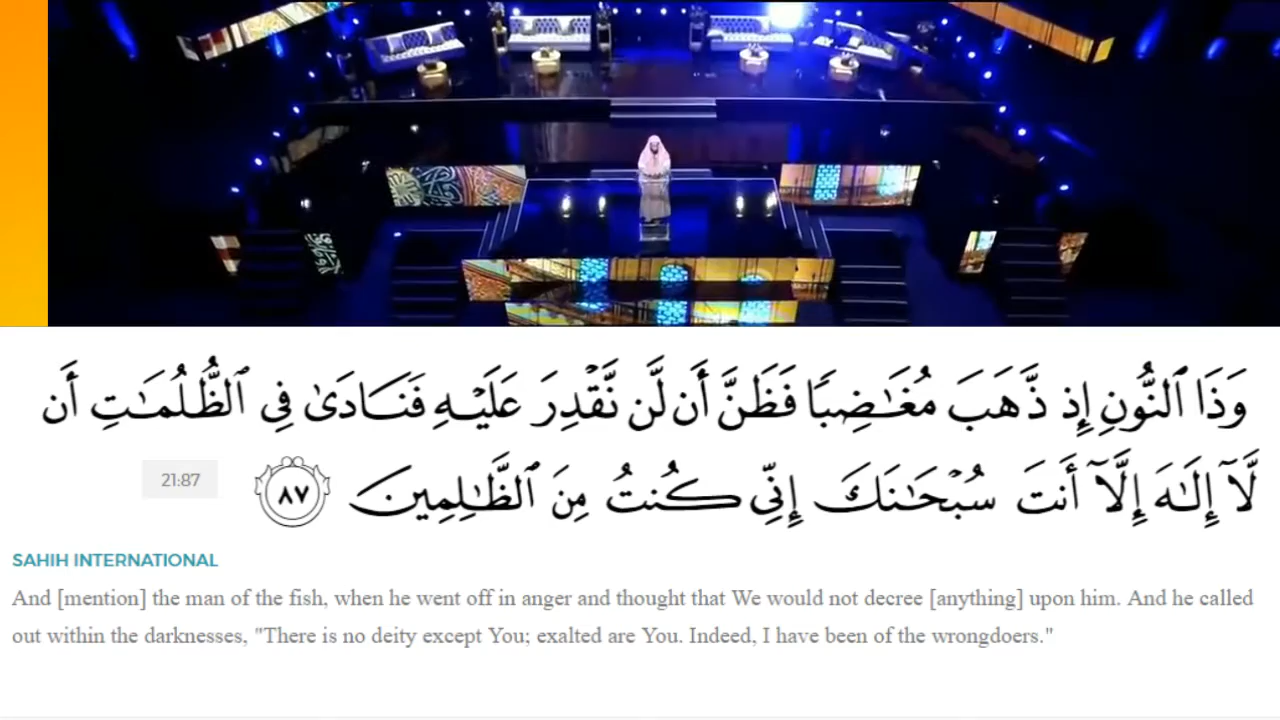 وَذَا ٱلنُّونِ إِذ ذَّهَبَ مُغَـٰضِبًا فَظَنَّ أَن لَّن نَّقْدِرَ عَلَيْهِ فَنَادَىٰ فِى ٱلظُّلُمَـٰتِ أَن
لَّآ إِلَـٰهَ إِلَّآ أَنتَ سُبْحَـٰنَكَ إِنِّى كُنتُ مِنَ ٱلظَّـٰلِمِينَ ٨٧
21:87
SAHIH INTERNATIONAL
And [mention] the man of the fish, when he went off in anger and thought that We would not decree [anything] upon him. And he called
out within the darknesses, "There is no deity except You; exalted are You. Indeed, I have been of the wrongdoers."